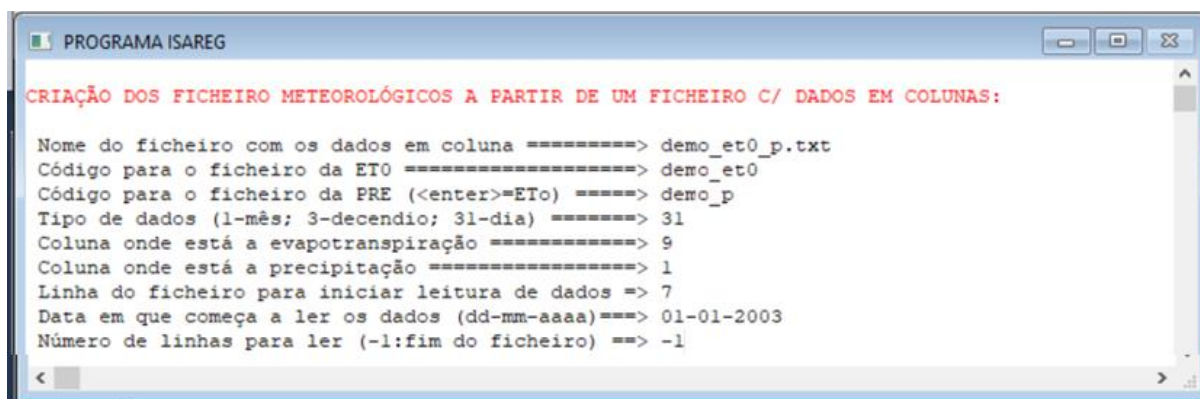 PROGRAMA ISAREG
CRIAÇÃO DOS FICHEIRO METEOROLÓGICOS A PARTIR DE UM FICHEIRO C/ DADOS EM COLUNAS:
Nome do ficheiro com os dados em coluna =========> demo_et0_p.txt
Código para o ficheiro da ET0 ===================> demo_et0
Código para o ficheiro da PRE (<enter>=ETo) =====> demo_p
Tipo de dados (1-mês; 3-decendio; 31-dia) =======> 31
Coluna onde está a evapotranspiração ============> 9
Coluna onde está a precipitação =================> 1
Linha do ficheiro para iniciar leitura de dados => 7
Data em que começa a ler os dados (dd-mm-aaaa)===> 01-01-2003
Número de linhas para ler (-1:fim do ficheiro) ==> -1